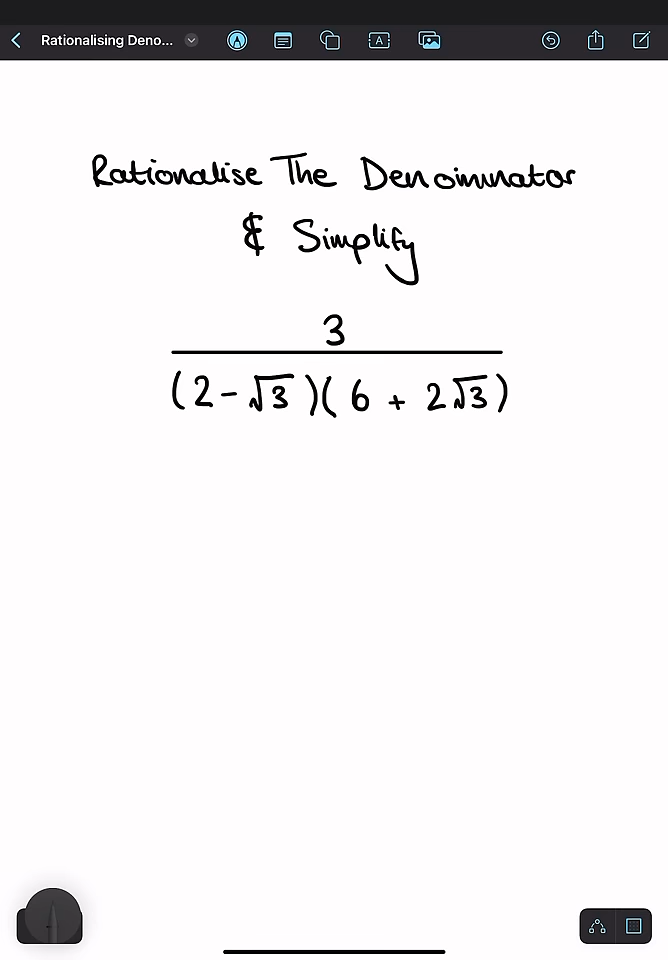 Rationalising Deno...
Rationalise The Denominator
& Simplify
3
(2-√3)(6 + 2√3)